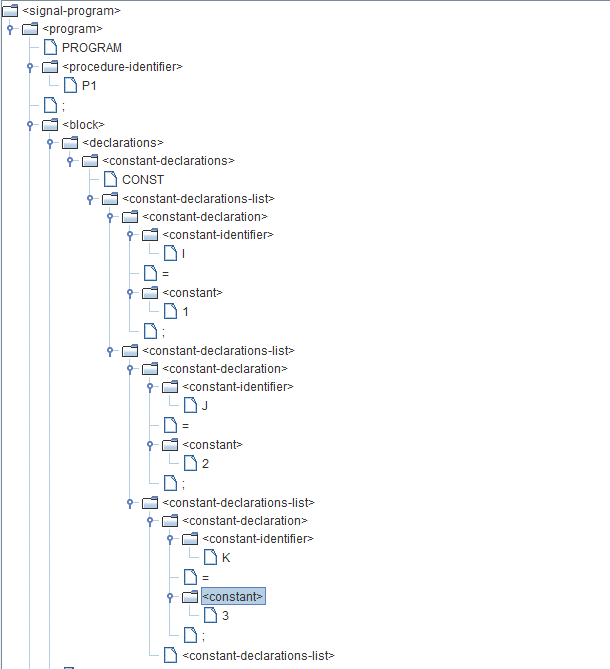 <signal-program>
<program>
PROGRAM
<procedure-identifier>
P1
;
<block>
<declarations>
<constant-declarations>
CONST
<constant-declarations-list>
<constant-declaration>
<constant-identifier>
I
=
<constant>
1
;
<constant-declarations-list>
<constant-declaration>
<constant-identifier>
J
=
<constant>
2
;
<constant-declarations-list>
<constant-declaration>
<constant-identifier>
K
=
<constant>
3
;
<constant-declarations-list>